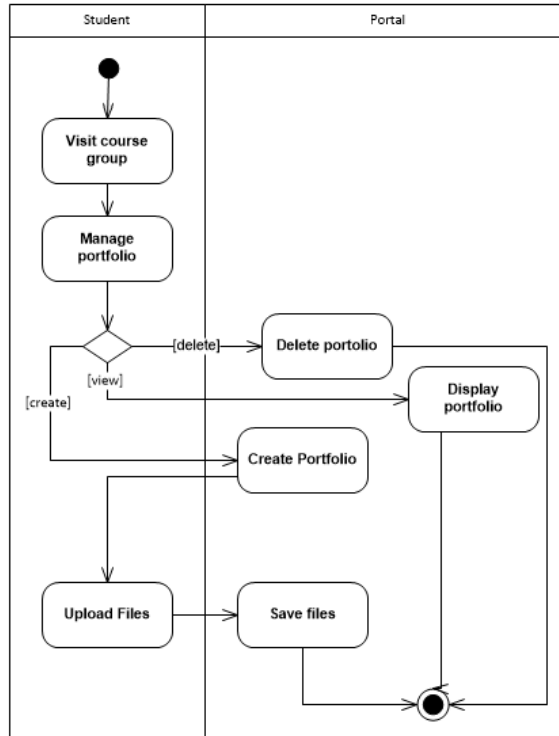 Student
Portal
Visit course
group
Manage
portfolio
[delete]
Delete portolio
[view]
Display
portfolio
[create]
Create Portfolio
Upload Files
Save files